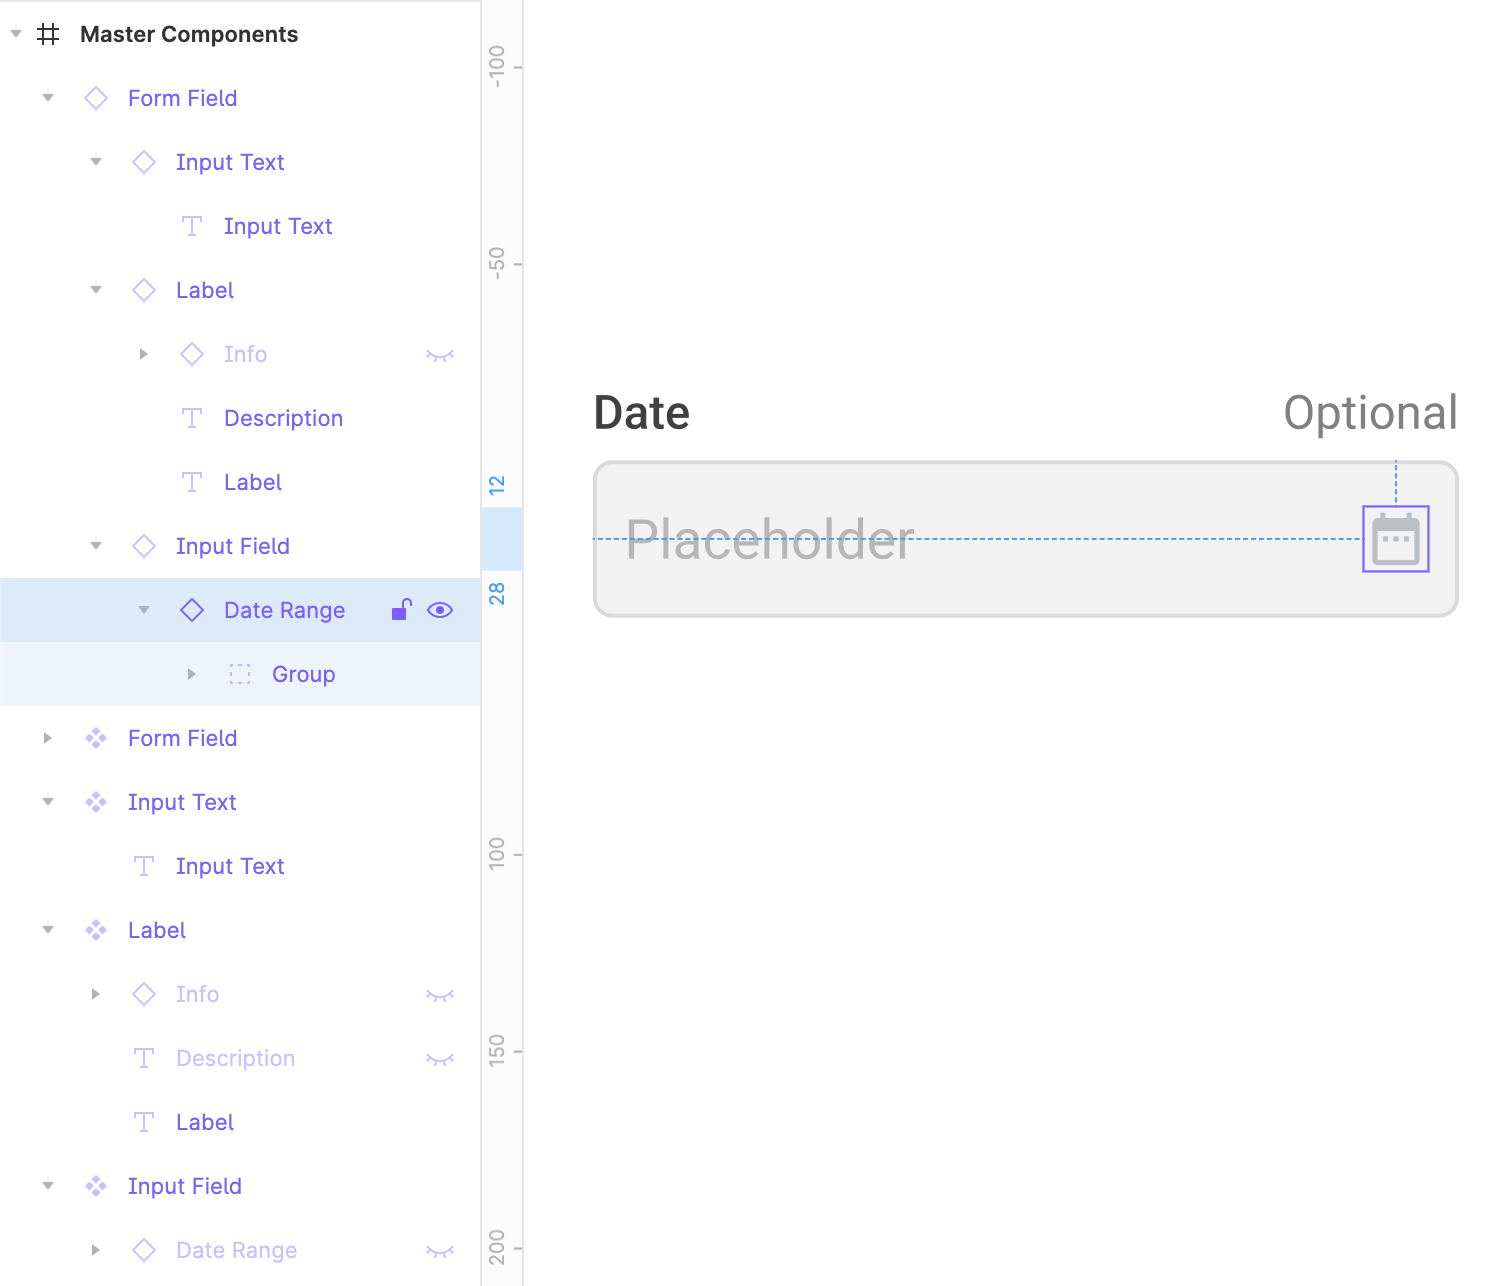 Master Components
Form Field
Input Text
Input Text
Label
Info
Description
Label
Input Field
Date Range
Group
Form Field
Input Text
Input Text
Label
Info
Description
Label
Input Field
Date Range
-100
-50
12
28
100
150
200
Date
Optional
Placeholder